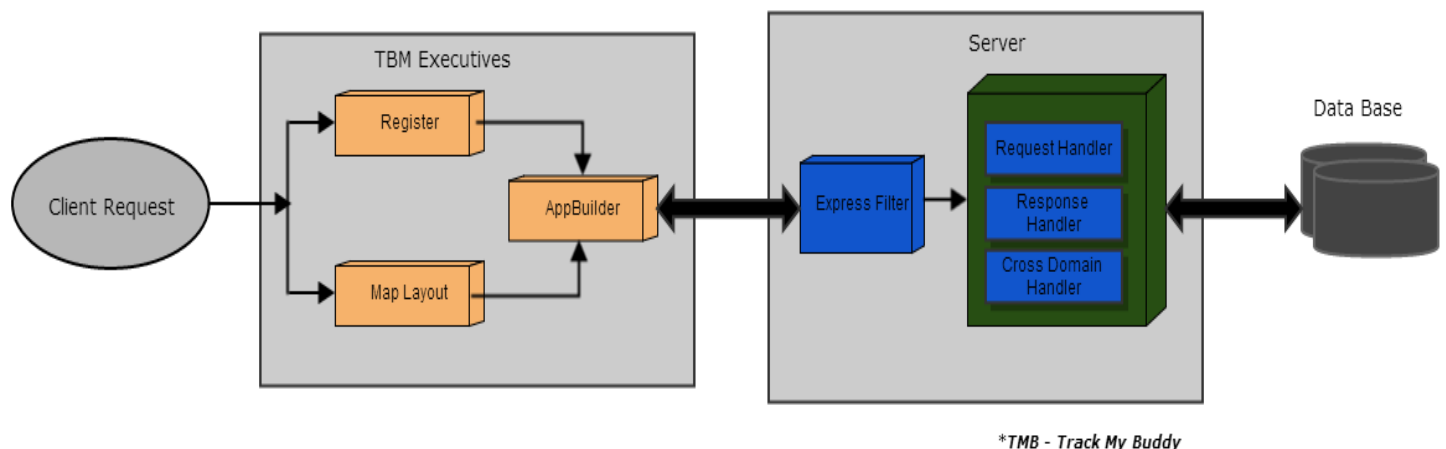 Client Request
TBM Executives
Register
AppBuilder
Map Layout
Server
Express Filter
Request Handler
Response
Handler
Cross Domain
Handler
Data Base
*TMB - Track My Buddy